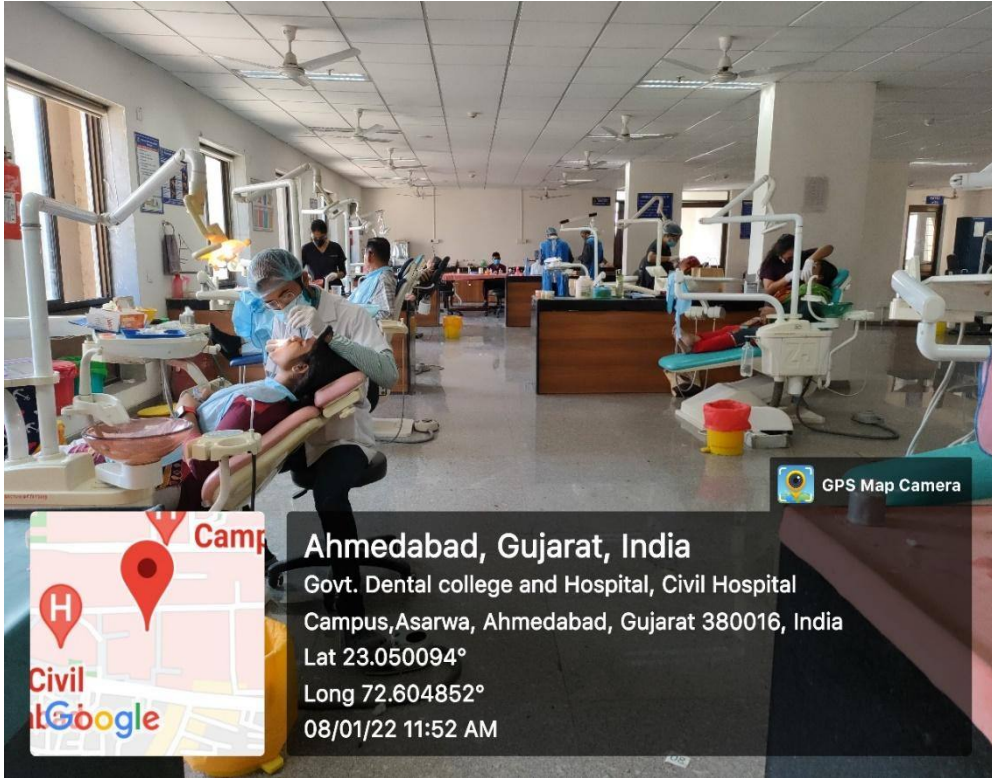 GPS Map Camera
Camp
H
H
Civil
Google
Ahmedabad, Gujarat, India
Govt. Dental college and Hospital, Civil Hospital
Campus,Asarwa, Ahmedabad, Gujarat 380016, India
Lat 23.050094°
Long 72.604852°
08/01/22 11:52 AM